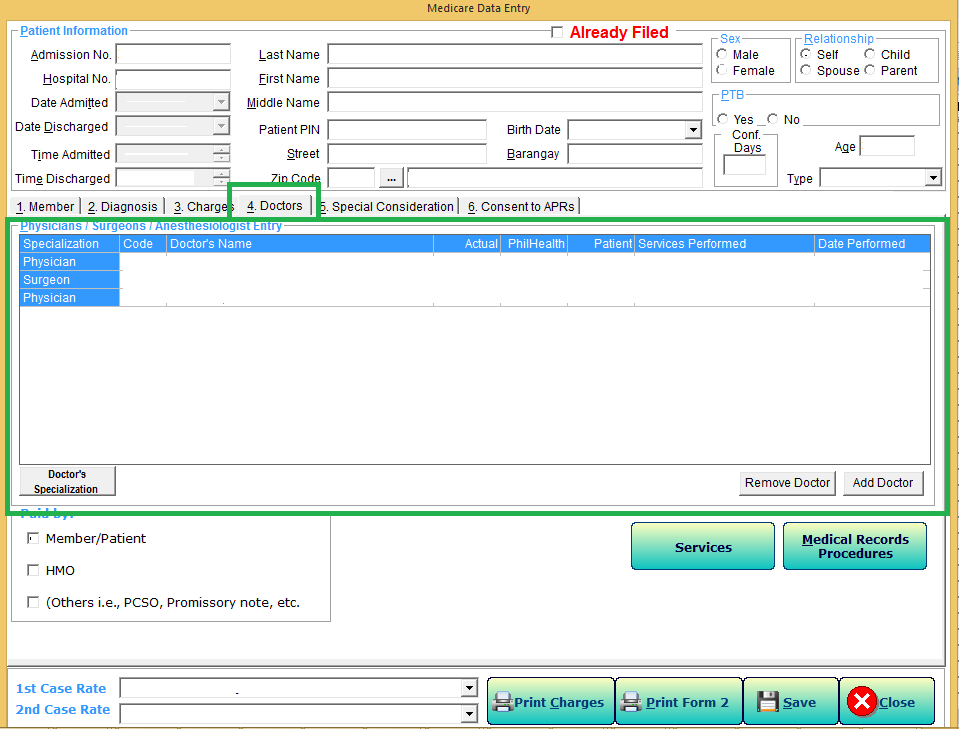 Medicare Data Entry
Patient Information
Already Filed
Admission No.
Last Name
Sex
Male
Female
Relationship
Self
Child
Spouse
Parent
Hospital No.
First Name
Date Admitted
Middle Name
PTB
Yes
No
Date Discharged
Patient PIN
Birth Date
Conf.
Days
Age
Time Admitted
Street
Barangay
Time Discharged
Zip Code
...
Type
1. Member
2. Diagnosis
3. Charges
4. Doctors
5. Special Consideration
6. Consent to APRs
Physicians / Surgeons / Anesthesiologist Entry
Specialization Code Doctor's Name Actual PhilHealth Patient Services Performed Date Performed
Physician
Surgeon
Physician
Doctor's
Specialization
Remove Doctor
Add Doctor
Paid by:
Member/Patient
HMO
(Others i.e., PCSO, Promissory note, etc.
Services
Medical Records
Procedures
1st Case Rate
2nd Case Rate
Print Charges
Print Form 2
Save
Close